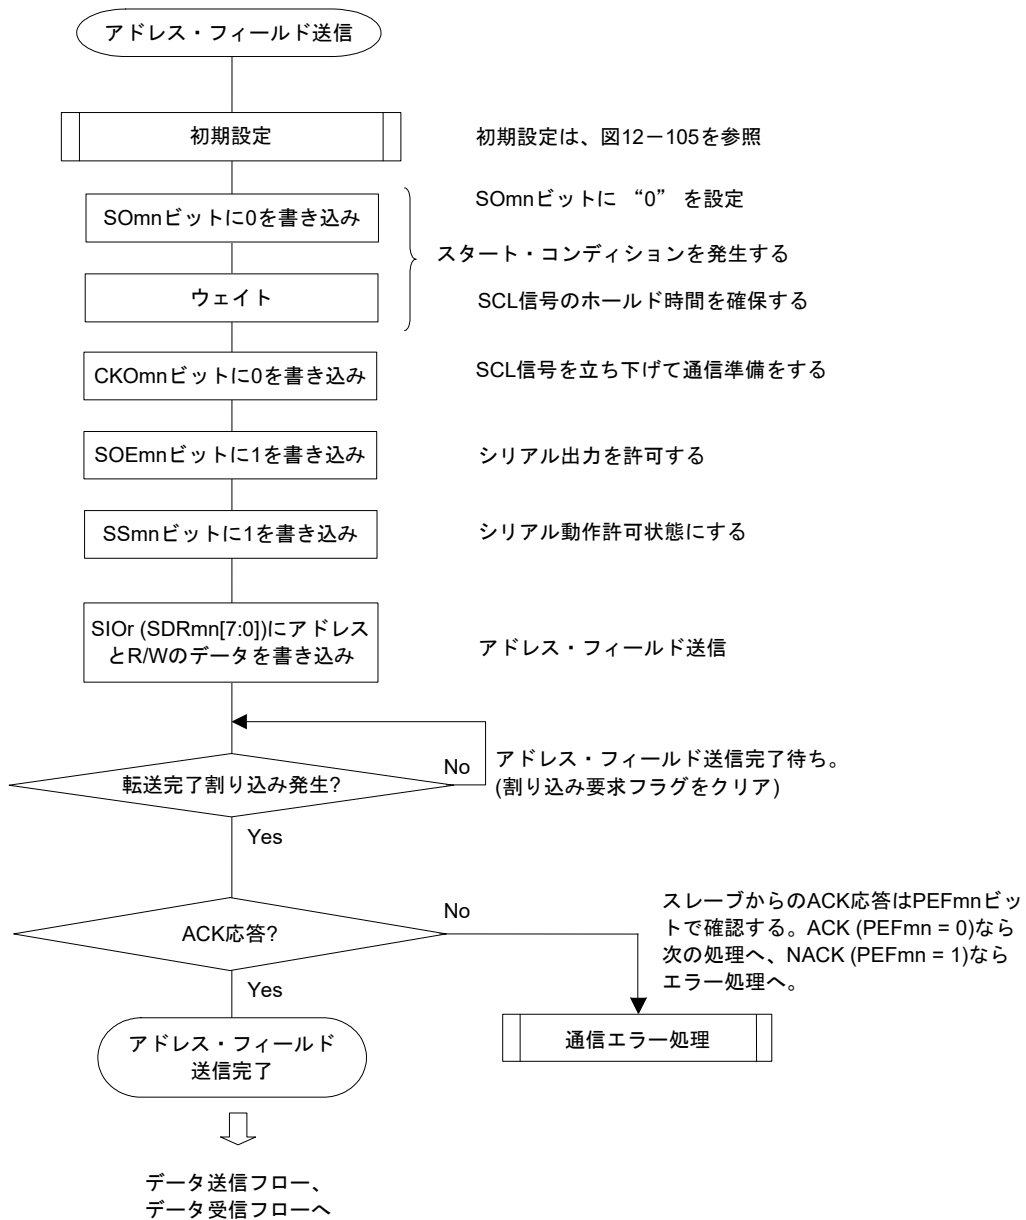 アドレス・フィールド送信
初期設定
初期設定は、図12－105を参照
SOmnビットに0を書き込み
SOmnビットに “0” を設定
スタート・コンディションを発生する
ウェイト
SCL信号のホールド時間を確保する
CKOmnビットに0を書き込み
SCL信号を立ち下げて通信準備をする
SOEmnビットに1を書き込み
シリアル出力を許可する
SSmnビットに1を書き込み
シリアル動作許可状態にする
SIOr (SDRmn[7:0])にアドレス
とR/Wのデータを書き込み
アドレス・フィールド送信
転送完了割り込み発生?
No
アドレス・フィールド送信完了待ち。
(割り込み要求フラグをクリア)
Yes
ACK応答?
No
スレーブからのACK応答はPEFmnビッ
トで確認する。ACK (PEFmn = 0)なら
次の処理へ、NACK (PEFmn = 1)なら
エラー処理へ。
Yes
通信エラー処理
アドレス・フィールド
送信完了
データ送信フロー、
データ受信フローへ